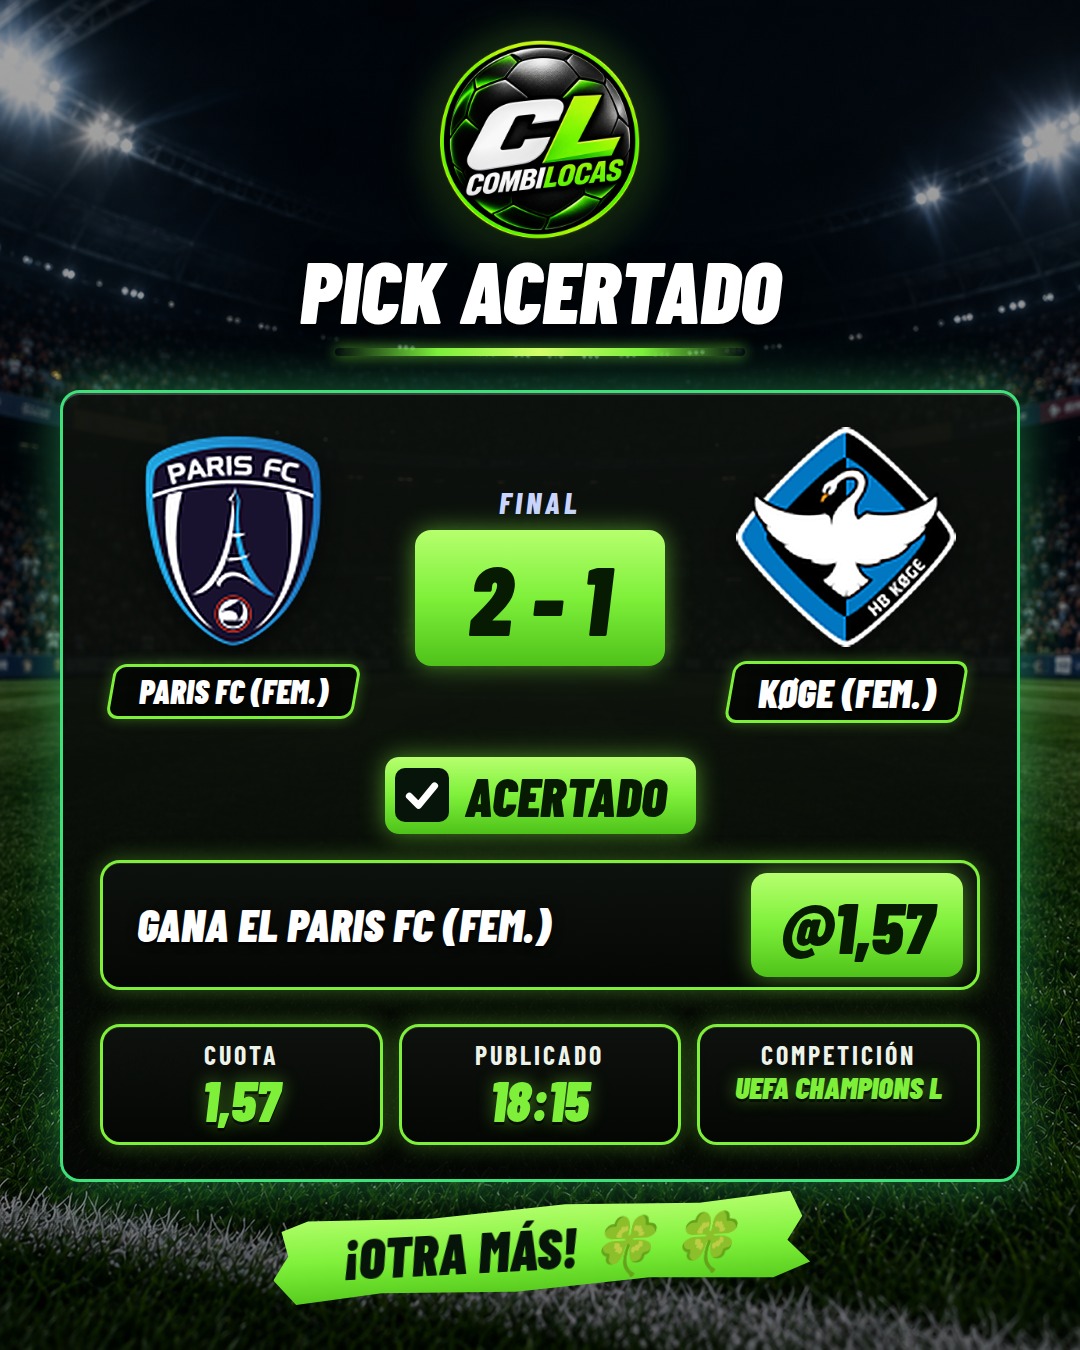 CL
COMBILOCAS
PICK ACERTADO
PARIS FC
FINAL
2 - 1
HB KØGE
PARIS FC (FEM.)
KØGE (FEM.)
ACERTADO
GANA EL PARIS FC (FEM.)
@1,57
CUOTA
1,57
PUBLICADO
18:15
COMPETICIÓN
UEFA CHAMPIONS L
¡OTRA MÁS! 🍀 🍀